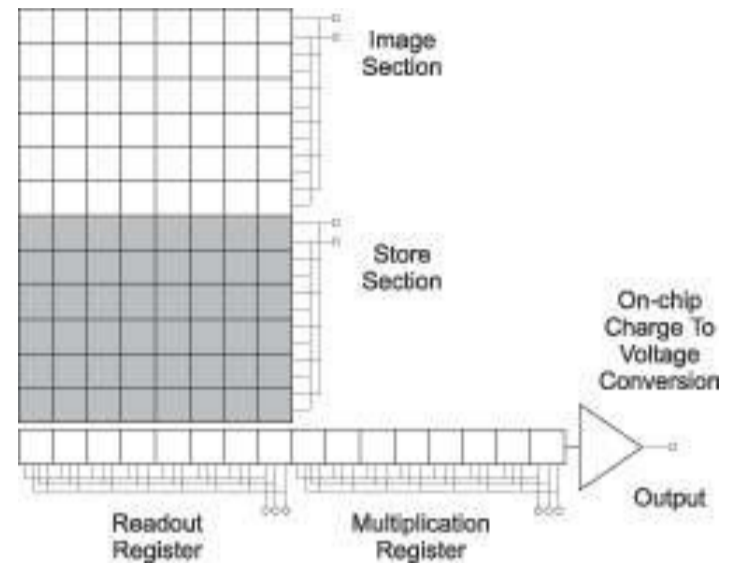 Image
Section
Store
Section
On-chip
Charge To
Voltage
Conversion
Output
Readout
Register
Multiplication
Register